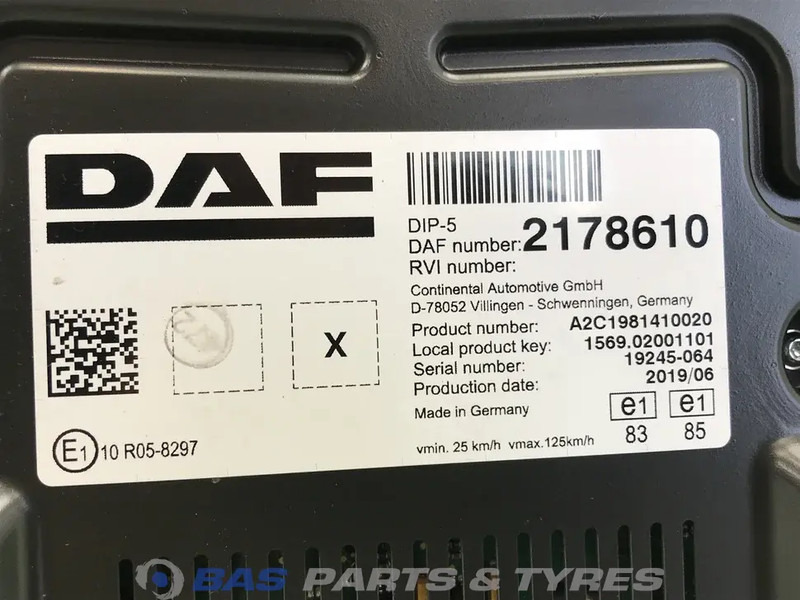 DAF
DIP-5
DAF number: 2178610
RVI number:
Continental Automotive GmbH
D-78052 Villingen - Schwenningen, Germany
Product number: A2C1981410020
Local product key: 1569.02001101
Serial number: 19245-064
Production date: 2019/06
Made in Germany
e1 e1
83 85
vmin. 25 km/h vmax.125km/h
X
E1 10 R05-8297
BAS PARTS & TYRES